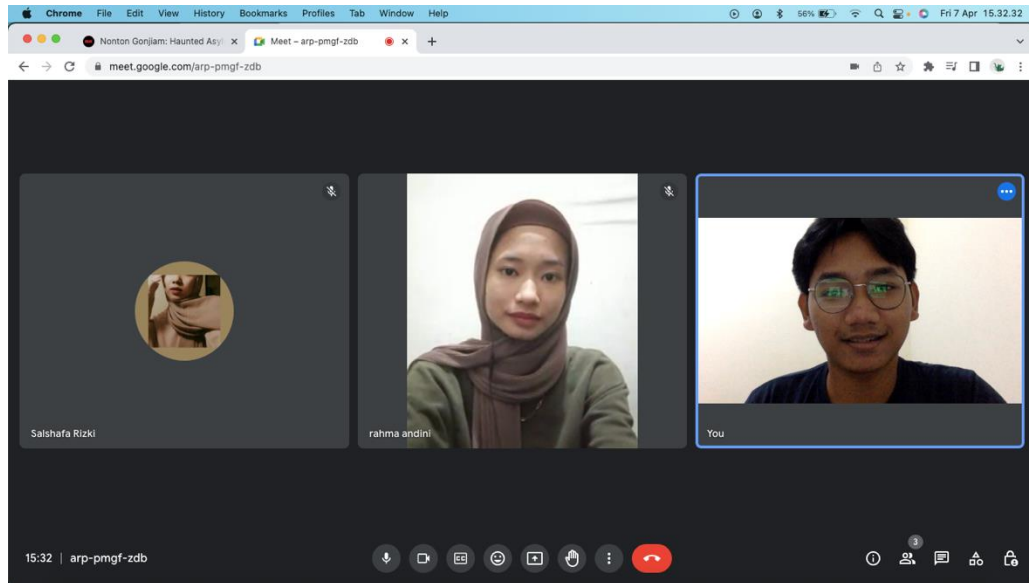 Chrome File Edit View History Bookmarks Profiles Tab Window Help 56% Fri 7 Apr 15.32.32
Nonton Gonjiam: Haunted Asyl Meet – arp-pmgf-zdb
meet.google.com/arp-pmgf-zdb
Salshafa Rizki
rahma andini
You
3
15:32 | arp-pmgf-zdb
CC